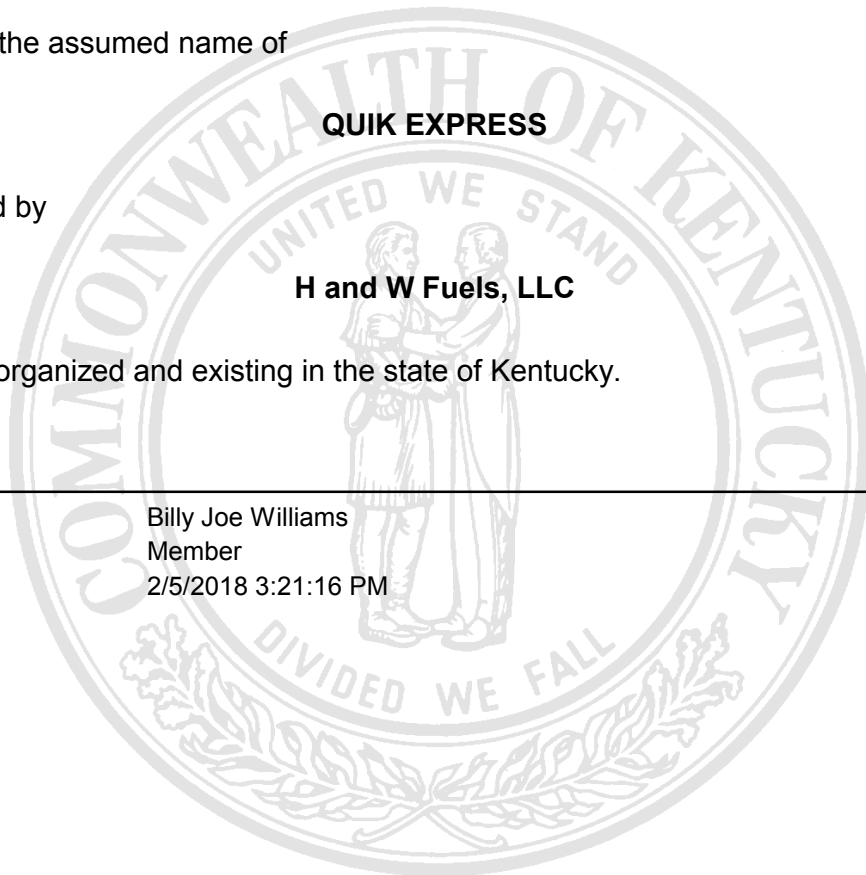 the assumed name of
QUIK EXPRESS
d by
H and W Fuels, LLC
organized and existing in the state of Kentucky.
Billy Joe Williams
Member
2/5/2018 3:21:16 PM
COMMONWEALTH OF KENTUCKY
UNITED WE STAND
DIVIDED WE FALL